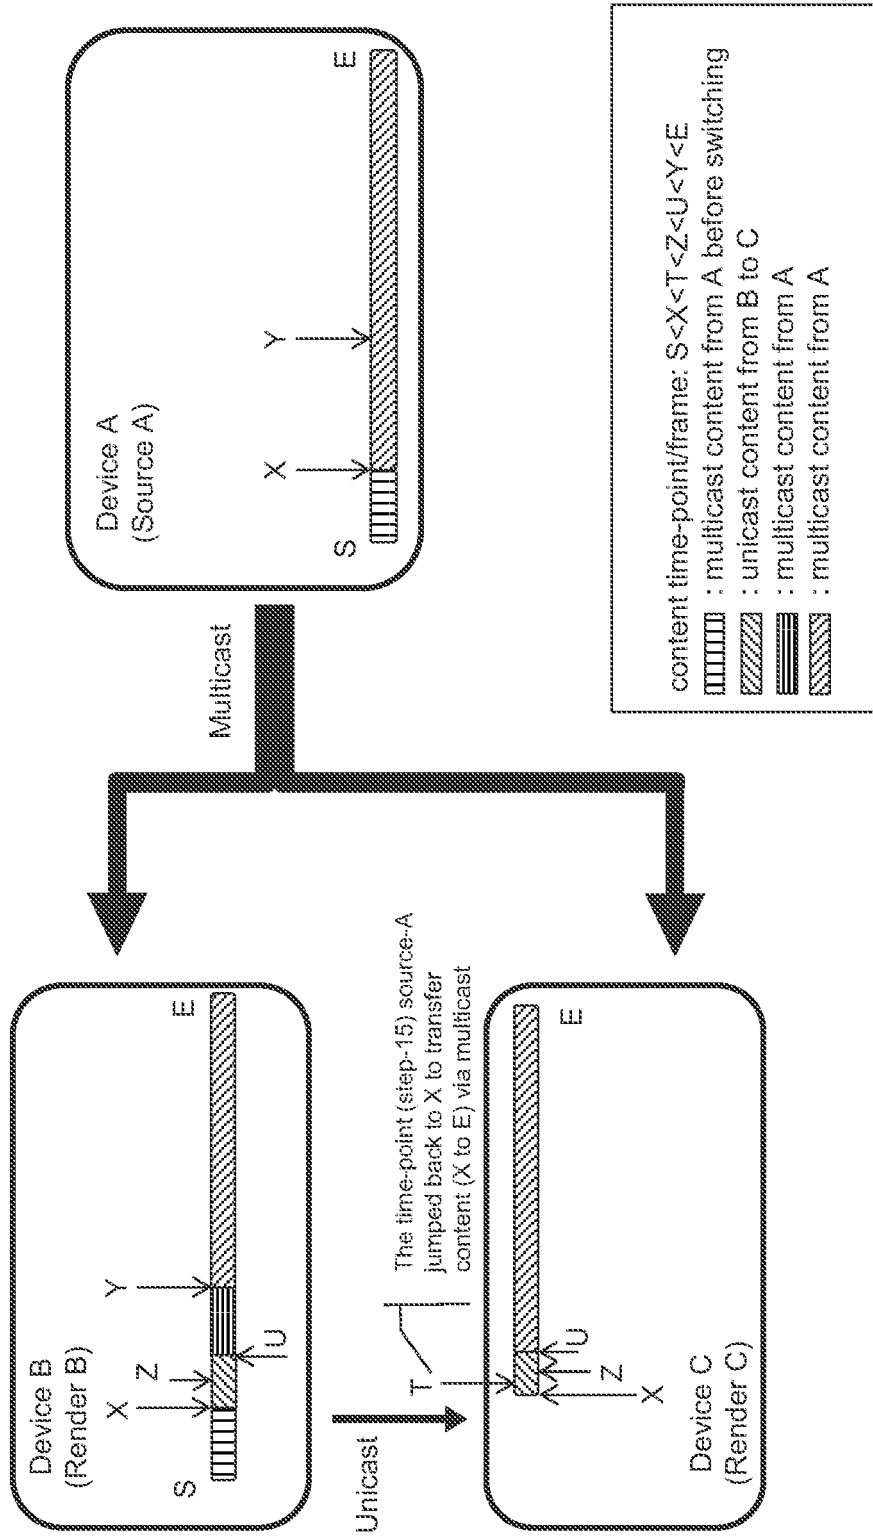 Device A
(Source A)
S
X
Y
E
Multicast
Device B
(Render B)
S
X
Z
U
Y
E
Unicast
T
The time-point (step-15) source-A
jumped back to X to transfer
content (X to E) via multicast
Device C
(Render C)
X
Z
U
E
content time-point/frame: S<X<T<Z<U<Y<E
: multicast content from A before switching
: unicast content from B to C
: multicast content from A
: multicast content from A